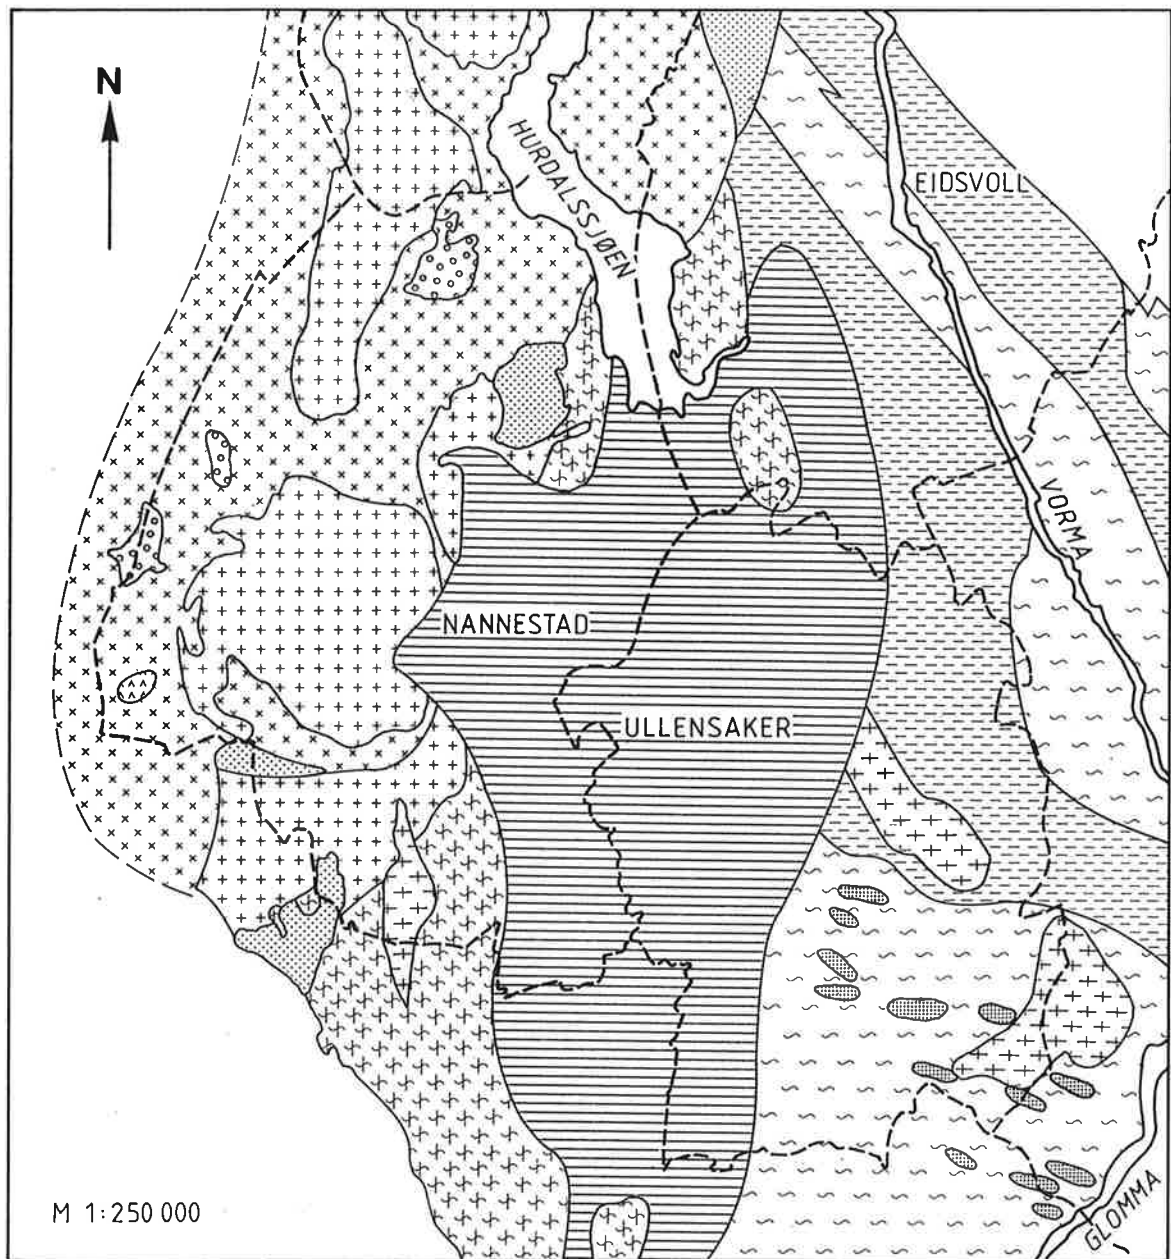 N
HURDALSSJØEN
EIDSVOLL
VORMA
NANNESTAD
ULLENSAKER
GLOMMA
M 1:250 000